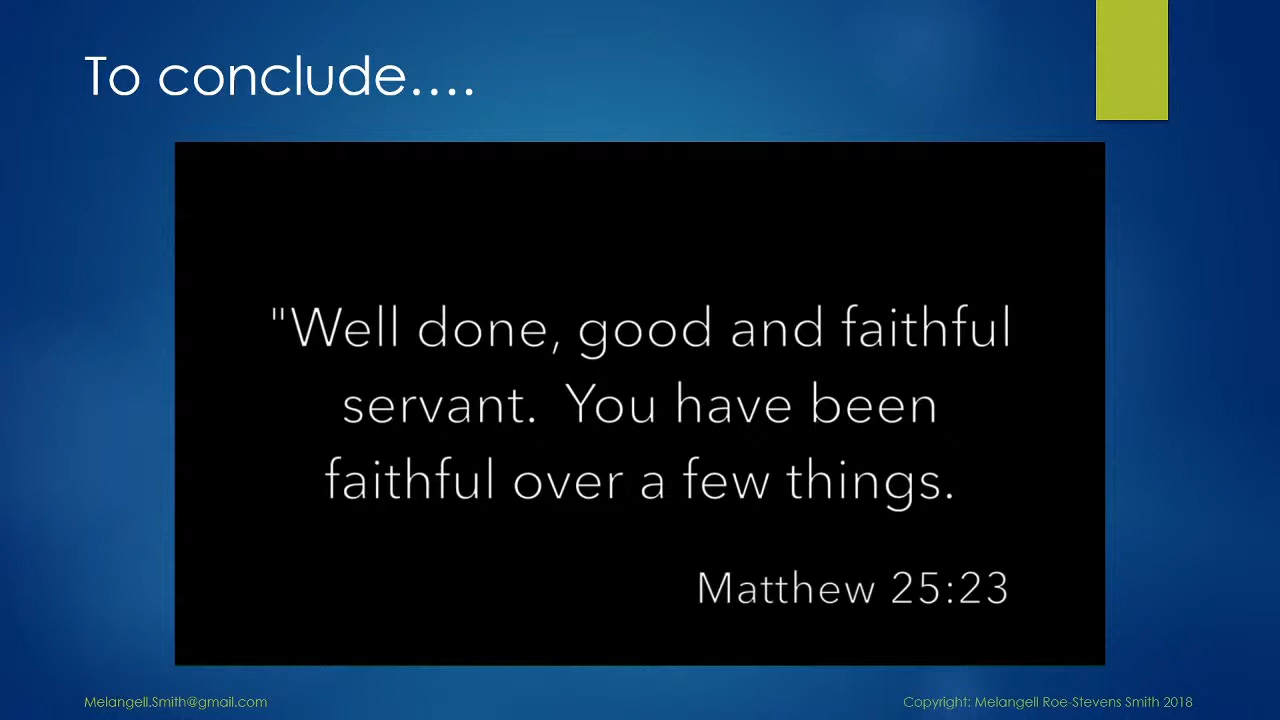 To conclude....
"Well done, good and faithful
servant.  You have been
faithful over a few things.
Matthew 25:23
Melangell.Smith@gmail.com
Copyright: Melangell Roe-Stevens Smith 2018